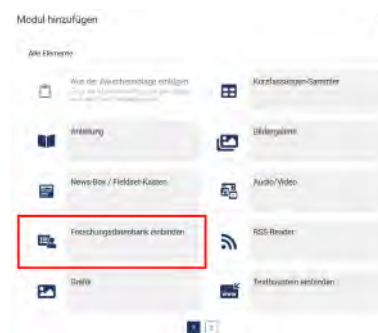 Modul hinzufügen
Alle Elemente
Aus der Zwischenablage einfügen
Kurzfassungen-Sammler
Anleitung
Bildergalerie
News-Box / Fieldset-Kasten
Audio/Video
Forschungsdatenbank einbinden
RSS-Reader
Grafik
Textbaustein einbinden
1 2